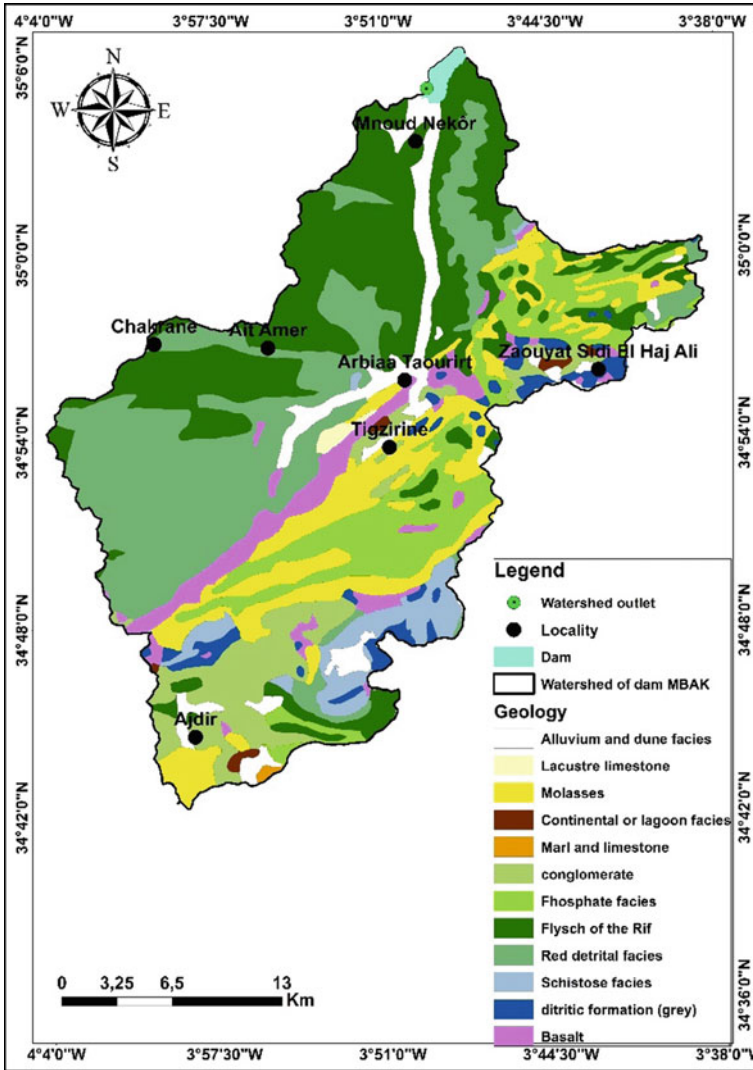 4°4'0"W 3°57'30"W 3°51'0"W 3°44'30"W 3°38'0"W
35°6'0"N
35°6'0"N
N
W E
S
Mnoud Nekôr
35°0'0"N
35°0'0"N
Chakrane
Ait Amer
Arbiaa Taourirt
Zaouyat Sidi El Haj Ali
34°54'0"N
34°54'0"N
Tigzirine
34°48'0"N
34°48'0"N
Ajdir
34°42'0"N
34°42'0"N
34°36'0"N
Legend
Watershed outlet
Locality
Dam
Watershed of dam MBAK
Geology
Alluvium and dune facies
Lacustre limestone
Molasses
Continental or lagoon facies
Marl and limestone
conglomerate
Fhosphate facies
Flysch of the Rif
Red detrital facies
Schistose facies
ditritic formation (grey)
Basalt
0 3,25 6,5 13
Km
4°4'0"W 3°57'30"W 3°51'0"W 3°44'30"W 3°38'0"W